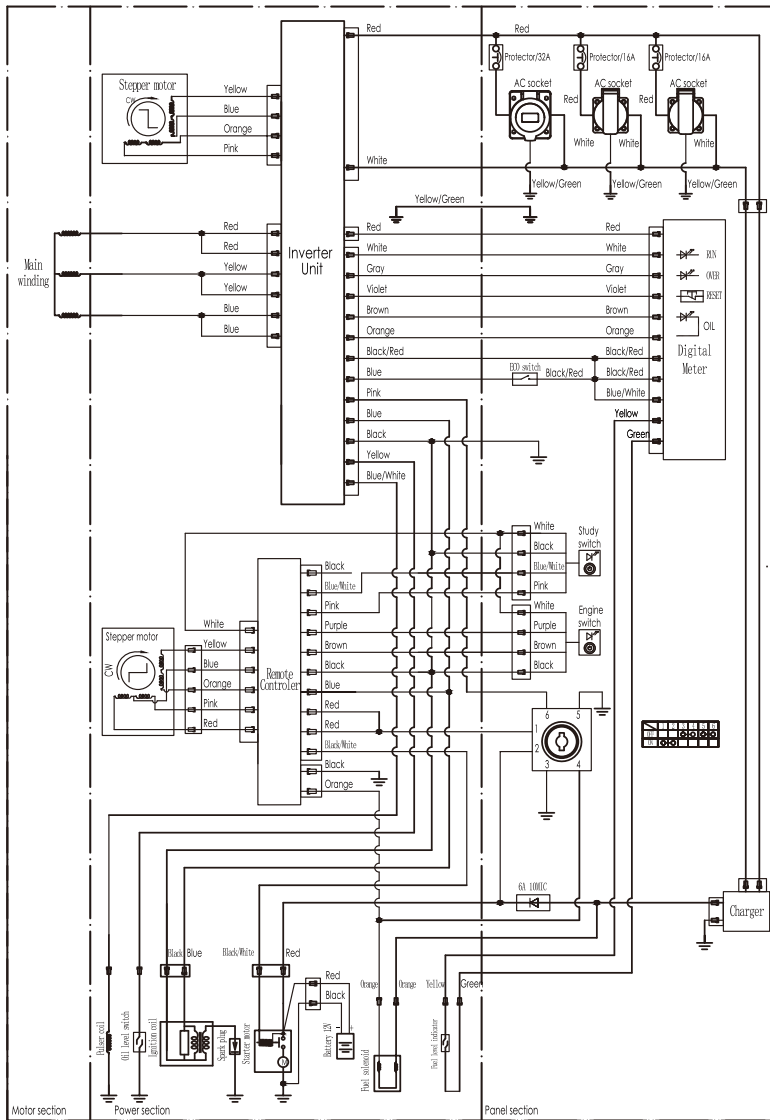 Red
Red
Protector/32A
Protector/16A
Protector/16A
Stepper motor
CW
Yellow
Blue
Orange
Pink
AC socket
AC socket
AC socket
Red
Red
White
White
White
White
Yellow/Green
Yellow/Green
Yellow/Green
Yellow/Green
Main
winding
Red
Red
Yellow
Yellow
Blue
Blue
Inverter
Unit
Red
White
Gray
Violet
Brown
Orange
Black/Red
Blue
Pink
Blue
Black
Yellow
Blue/White
ECO switch
Black/Red
Red
White
Gray
Violet
Brown
Orange
Black/Red
Black/Red
Blue/White
Yellow
Green
RUN
OVER
RESET
OIL
Digital
Meter
White
Black
Blue/White
Pink
Study
switch
White
Purple
Brown
Black
Engine
switch
Black
Blue/White
Pink
Purple
Brown
Black
Blue
Red
Red
Black/White
Black
Orange
Remote
Controler
White
Yellow
Blue
Orange
Pink
Red
Stepper motor
CW
6
5
1
2
3
4
OFF
ON
6A 10MIC
Charger
Black
Blue
Black/White
Red
Red
Black
Orange
Orange
Yellow
Green
Pulser coil
Oil level switch
Ignition coil
Spark plug
Starter motor
M
Battery 12V
-
+
Fuel solenoid
Fuel level indicator
Motor section
Power section
Panel section